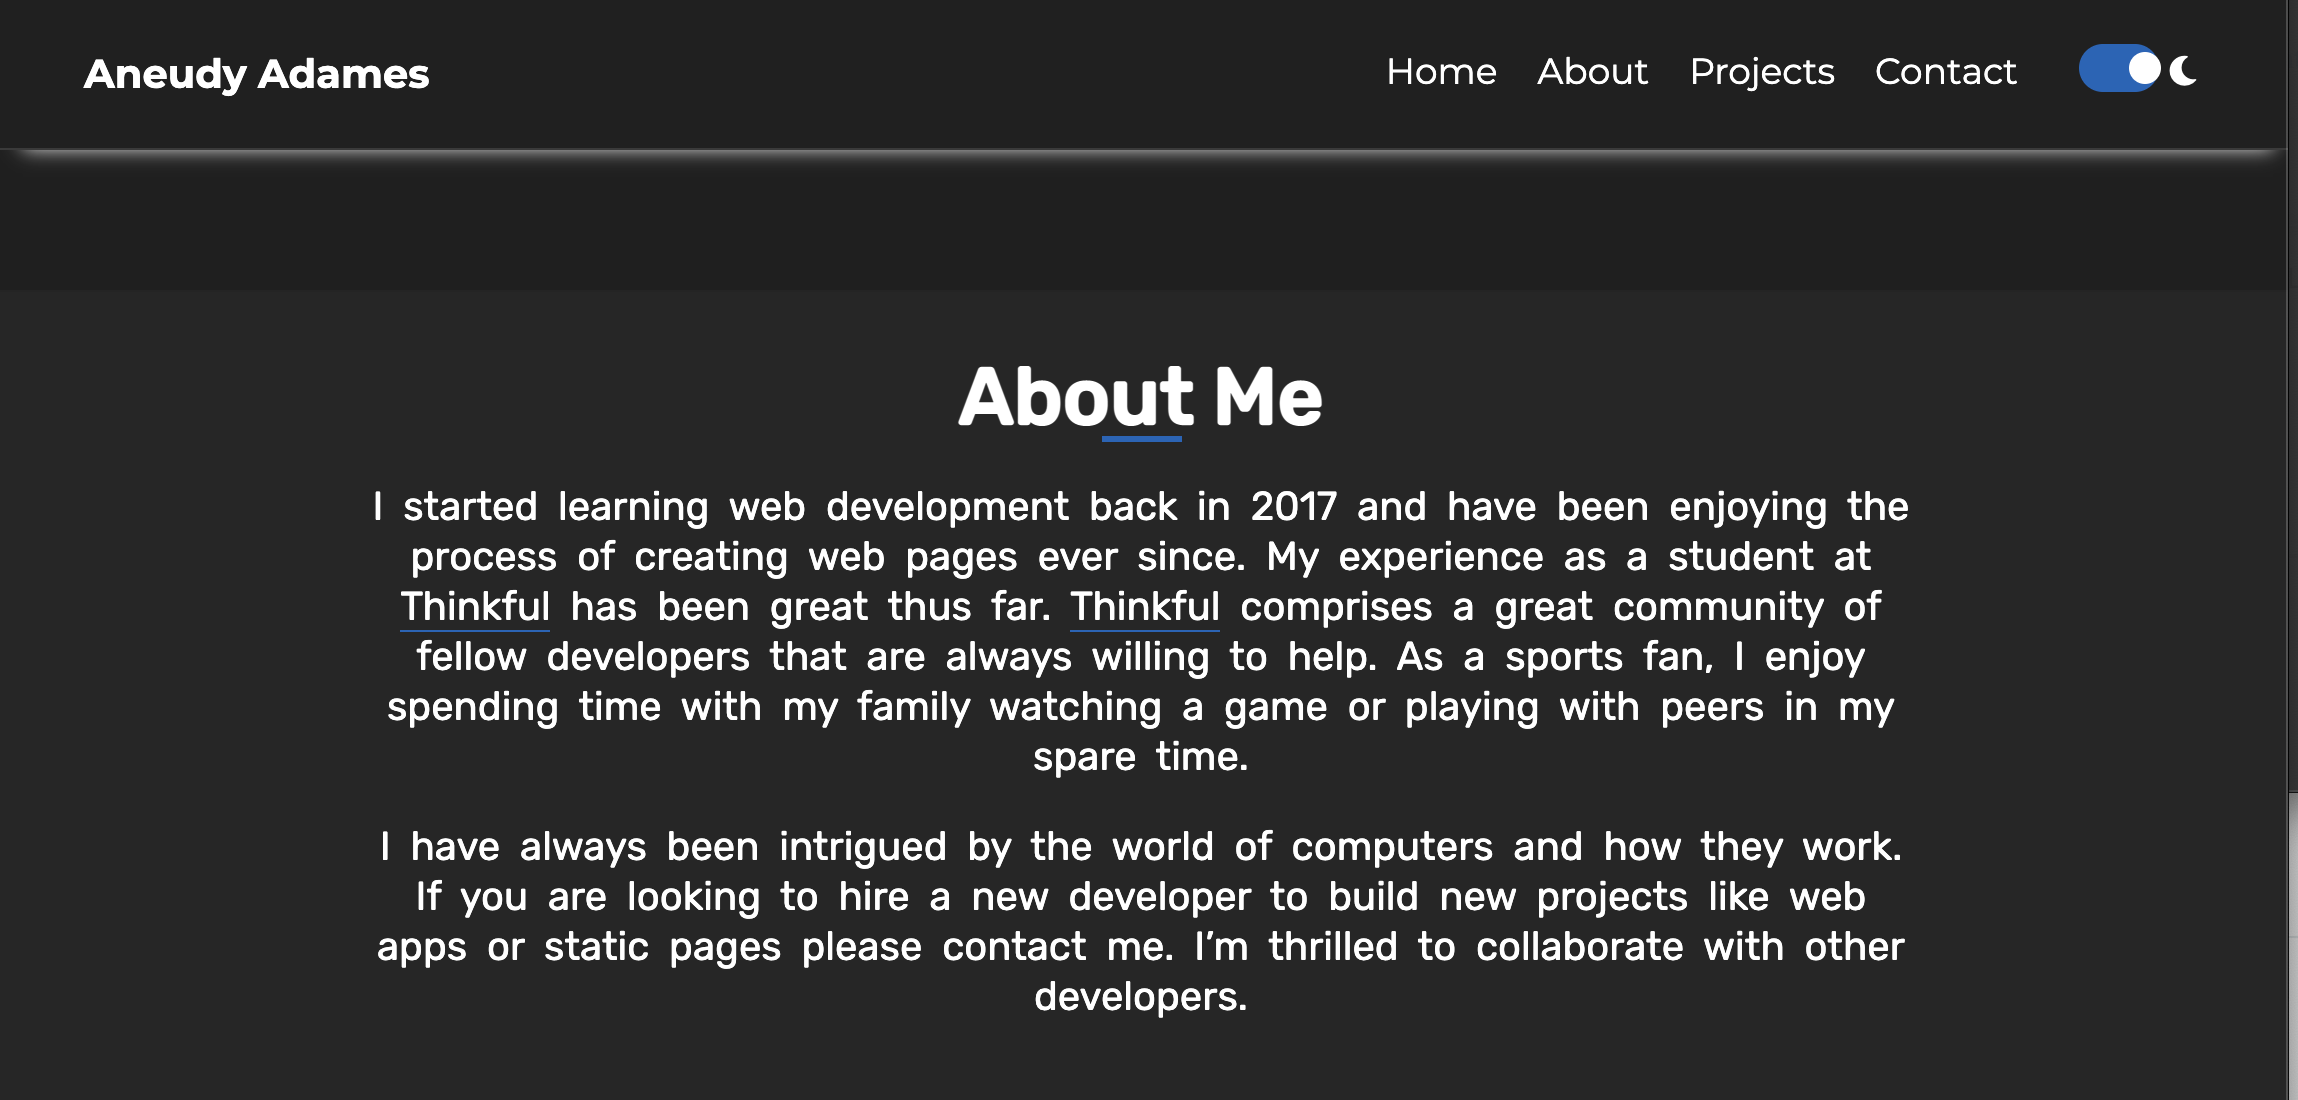 Aneudy Adames
Home About Projects Contact
About Me
I started learning web development back in 2017 and have been enjoying the
process of creating web pages ever since. My experience as a student at
Thinkful has been great thus far. Thinkful comprises a great community of
fellow developers that are always willing to help. As a sports fan, I enjoy
spending time with my family watching a game or playing with peers in my
spare time.
I have always been intrigued by the world of computers and how they work.
If you are looking to hire a new developer to build new projects like web
apps or static pages please contact me. I’m thrilled to collaborate with other
developers.